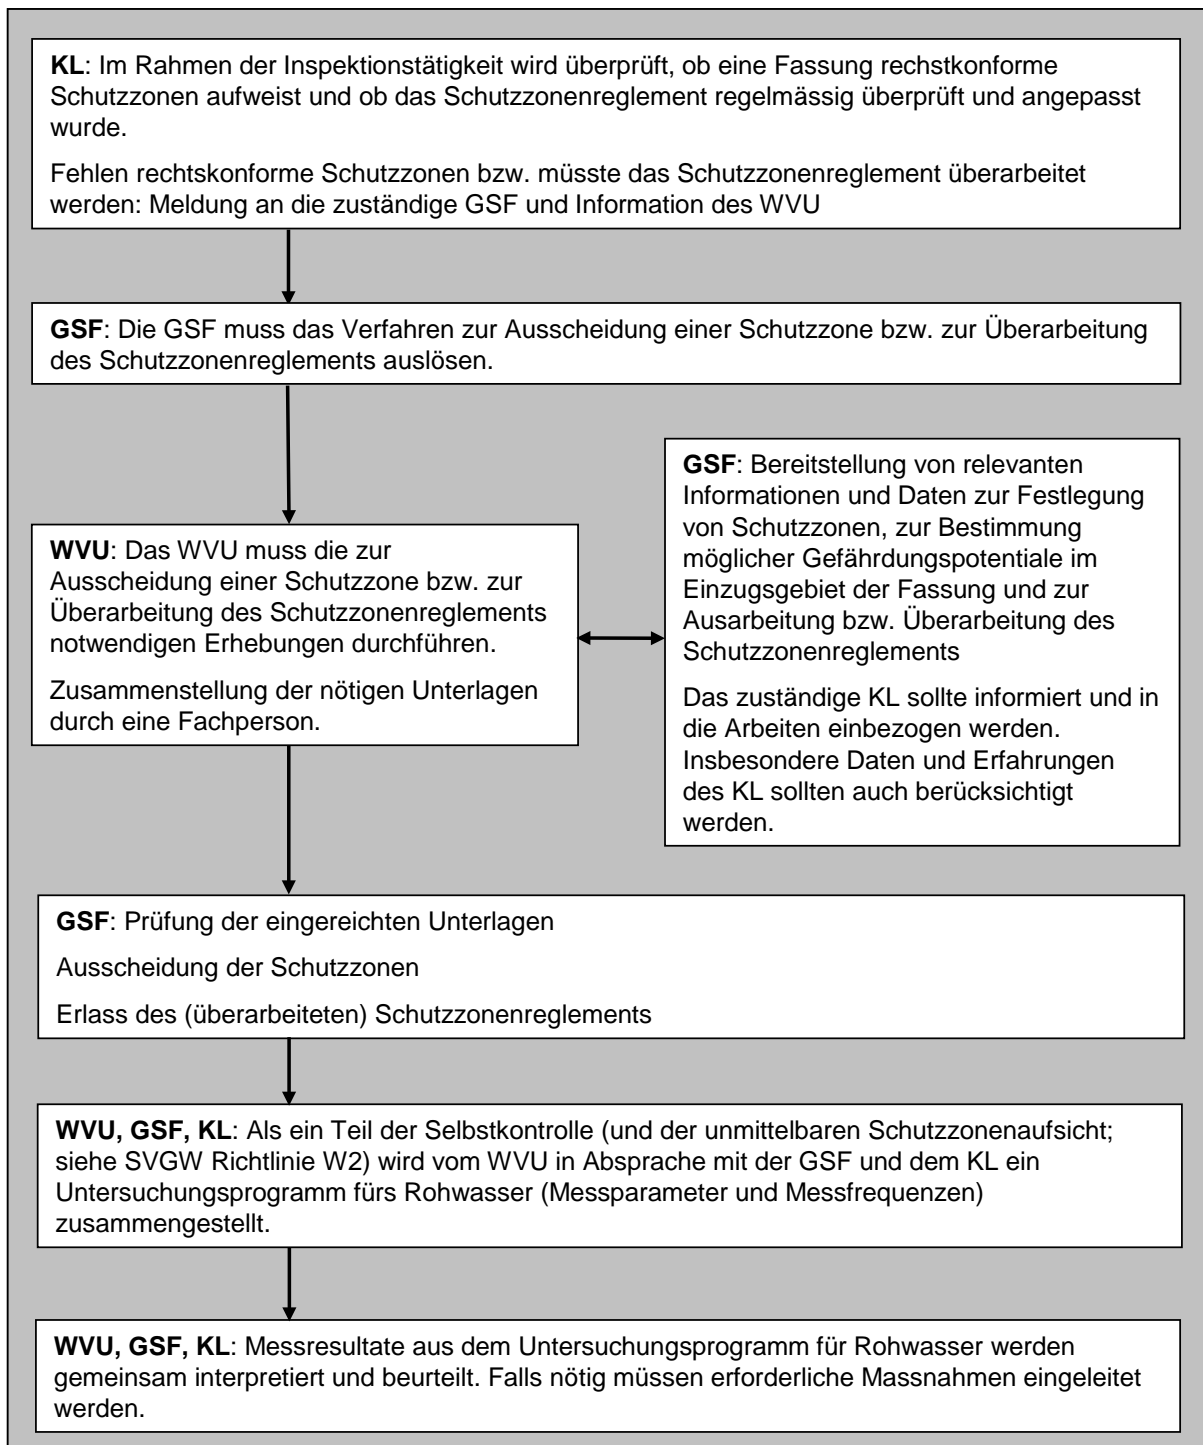 KL: Im Rahmen der Inspektionstätigkeit wird überprüft, ob eine Fassung rechstkonforme
Schutzzonen aufweist und ob das Schutzzonenreglement regelmässig überprüft und angepasst
wurde.
Fehlen rechtskonforme Schutzzonen bzw. müsste das Schutzzonenreglement überarbeitet
werden: Meldung an die zuständige GSF und Information des WVU
GSF: Die GSF muss das Verfahren zur Ausscheidung einer Schutzzone bzw. zur Überarbeitung
des Schutzzonenreglements auslösen.
WVU: Das WVU muss die zur
Ausscheidung einer Schutzzone bzw. zur
Überarbeitung des Schutzzonenreglements
notwendigen Erhebungen durchführen.
Zusammenstellung der nötigen Unterlagen
durch eine Fachperson.
GSF: Bereitstellung von relevanten
Informationen und Daten zur Festlegung
von Schutzzonen, zur Bestimmung
möglicher Gefährdungspotentiale im
Einzugsgebiet der Fassung und zur
Ausarbeitung bzw. Überarbeitung des
Schutzzonenreglements
Das zuständige KL sollte informiert und in
die Arbeiten einbezogen werden.
Insbesondere Daten und Erfahrungen
des KL sollten auch berücksichtigt
werden.
GSF: Prüfung der eingereichten Unterlagen
Ausscheidung der Schutzzonen
Erlass des (überarbeiteten) Schutzzonenreglements
WVU, GSF, KL: Als ein Teil der Selbstkontrolle (und der unmittelbaren Schutzzonenaufsicht;
siehe SVGW Richtlinie W2) wird vom WVU in Absprache mit der GSF und dem KL ein
Untersuchungsprogramm fürs Rohwasser (Messparameter und Messfrequenzen)
zusammengestellt.
WVU, GSF, KL: Messresultate aus dem Untersuchungsprogramm für Rohwasser werden
gemeinsam interpretiert und beurteilt. Falls nötig müssen erforderliche Massnahmen eingeleitet
werden.